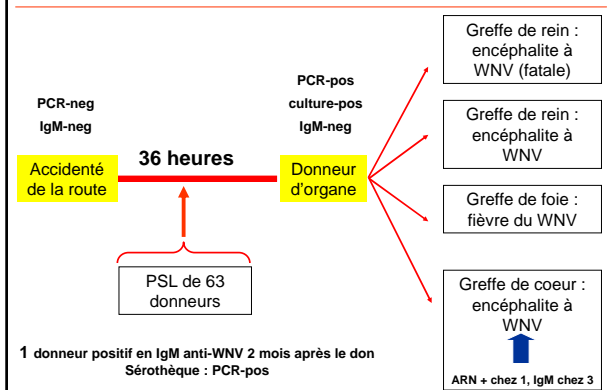 PCR-neg
IgM-neg
Accidenté
de la route
36 heures
PSL de 63
donneurs
PCR-pos
culture-pos
IgM-neg
Donneur
d'organe
Greffe de rein :
encéphalite à
WNV (fatale)
Greffe de rein :
encéphalite à
WNV
Greffe de foie :
fièvre du WNV
Greffe de coeur :
encéphalite à
WNV
ARN + chez 1, IgM chez 3
1 donneur positif en IgM anti-WNV 2 mois après le don
Sérothèque : PCR-pos